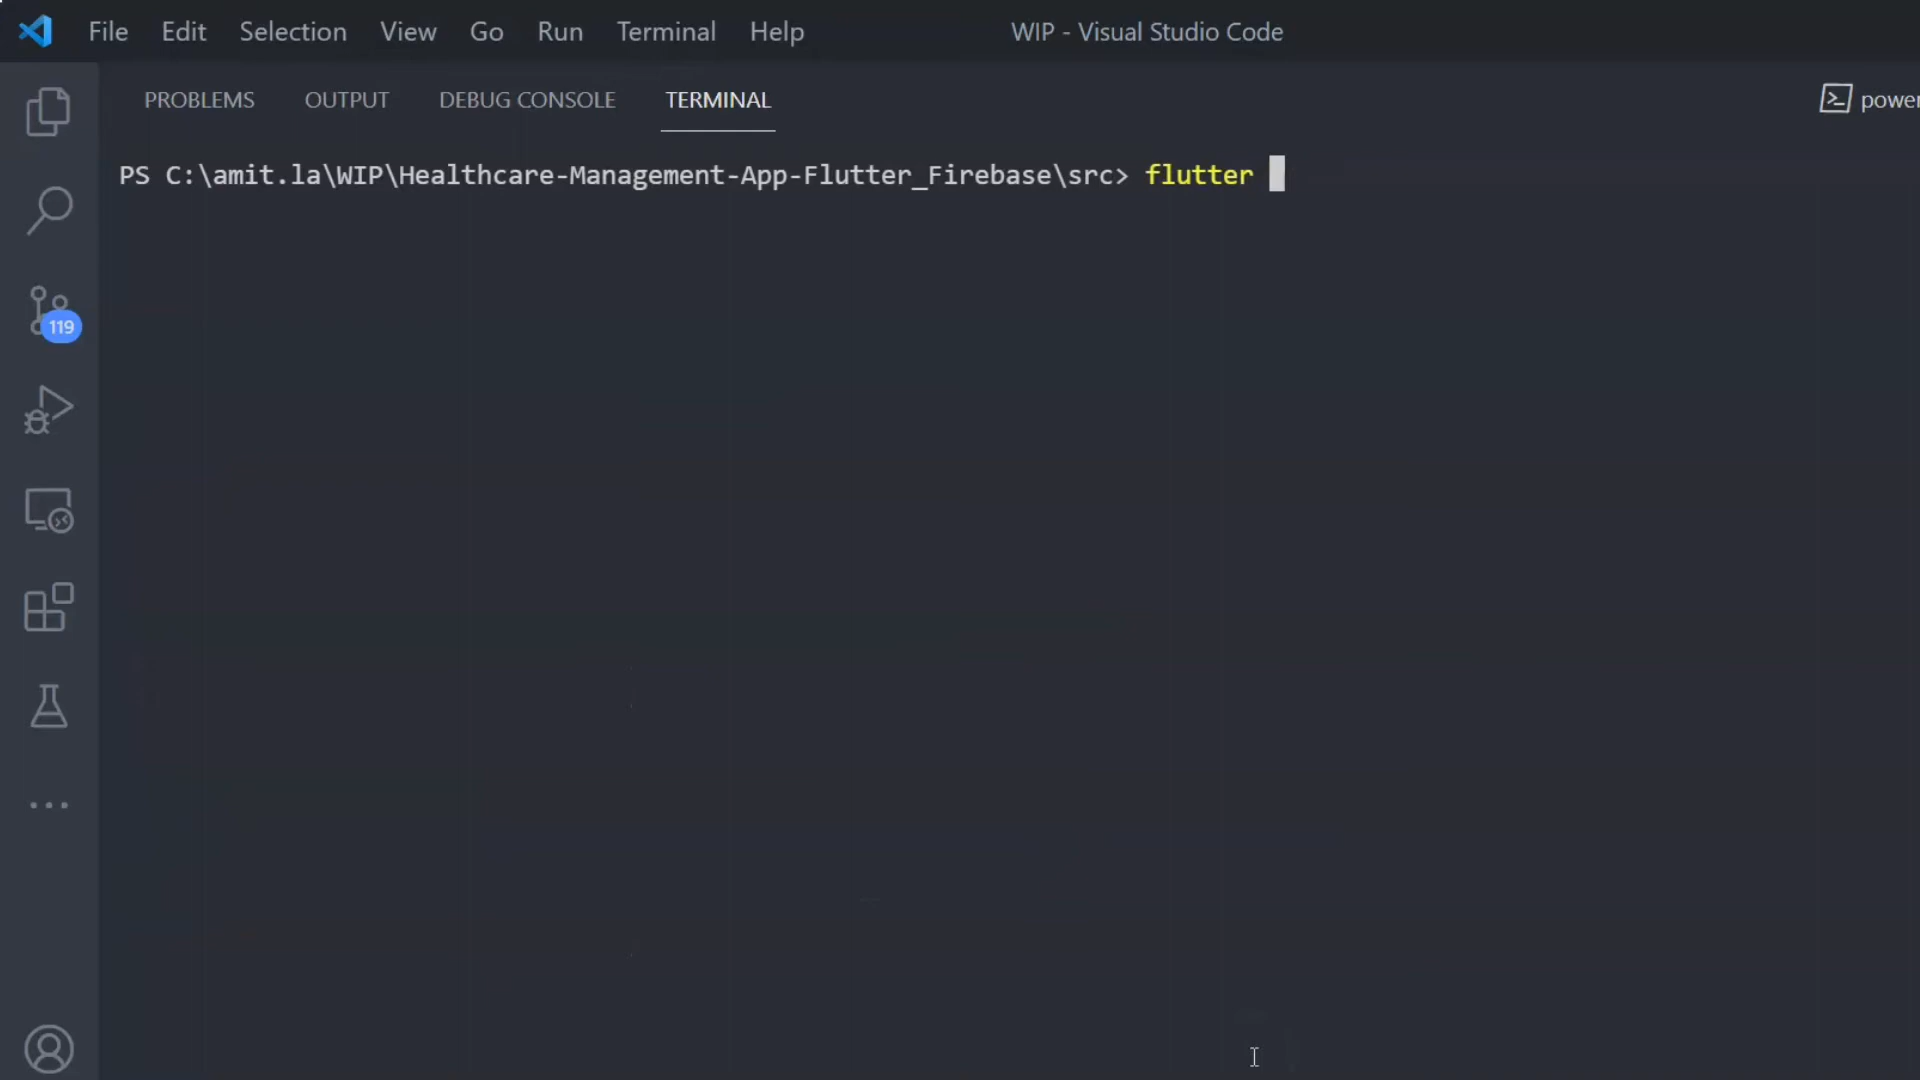 File Edit Selection View Go Run Terminal Help WIP - Visual Studio Code
PROBLEMS OUTPUT DEBUG CONSOLE TERMINAL power
PS C:\amit.la\WIP\Healthcare-Management-App-Flutter_Firebase\src> flutter
119